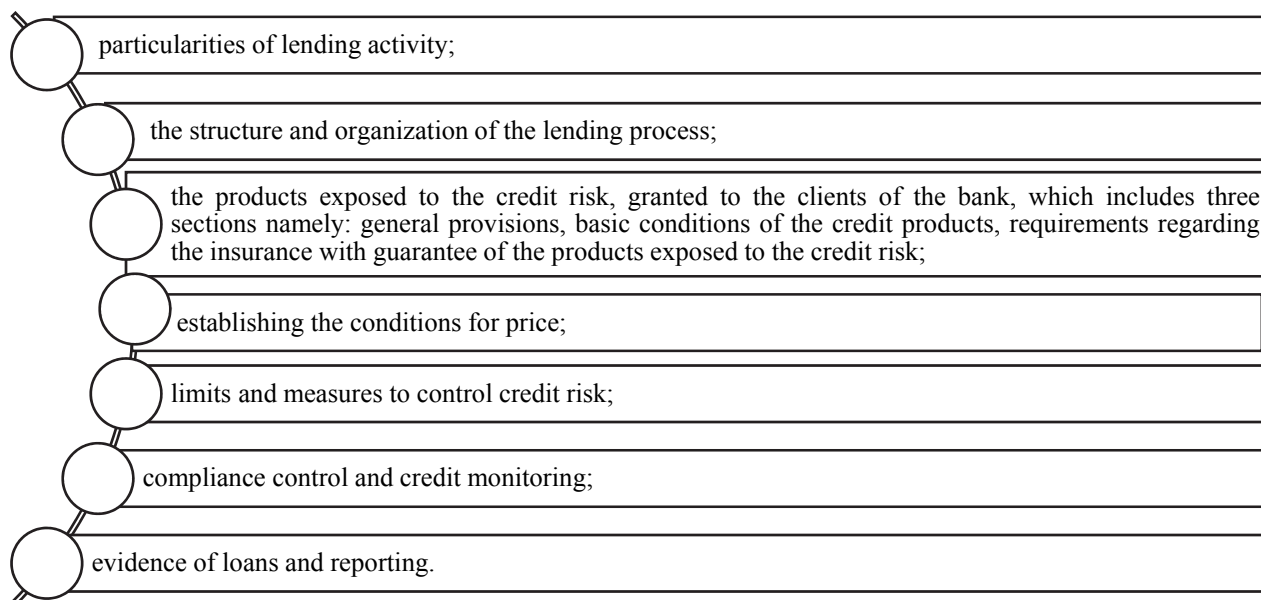 particularities of lending activity;
the structure and organization of the lending process;
the products exposed to the credit risk, granted to the clients of the bank, which includes three
sections namely: general provisions, basic conditions of the credit products, requirements regarding
the insurance with guarantee of the products exposed to the credit risk;
establishing the conditions for price;
limits and measures to control credit risk;
compliance control and credit monitoring;
evidence of loans and reporting.